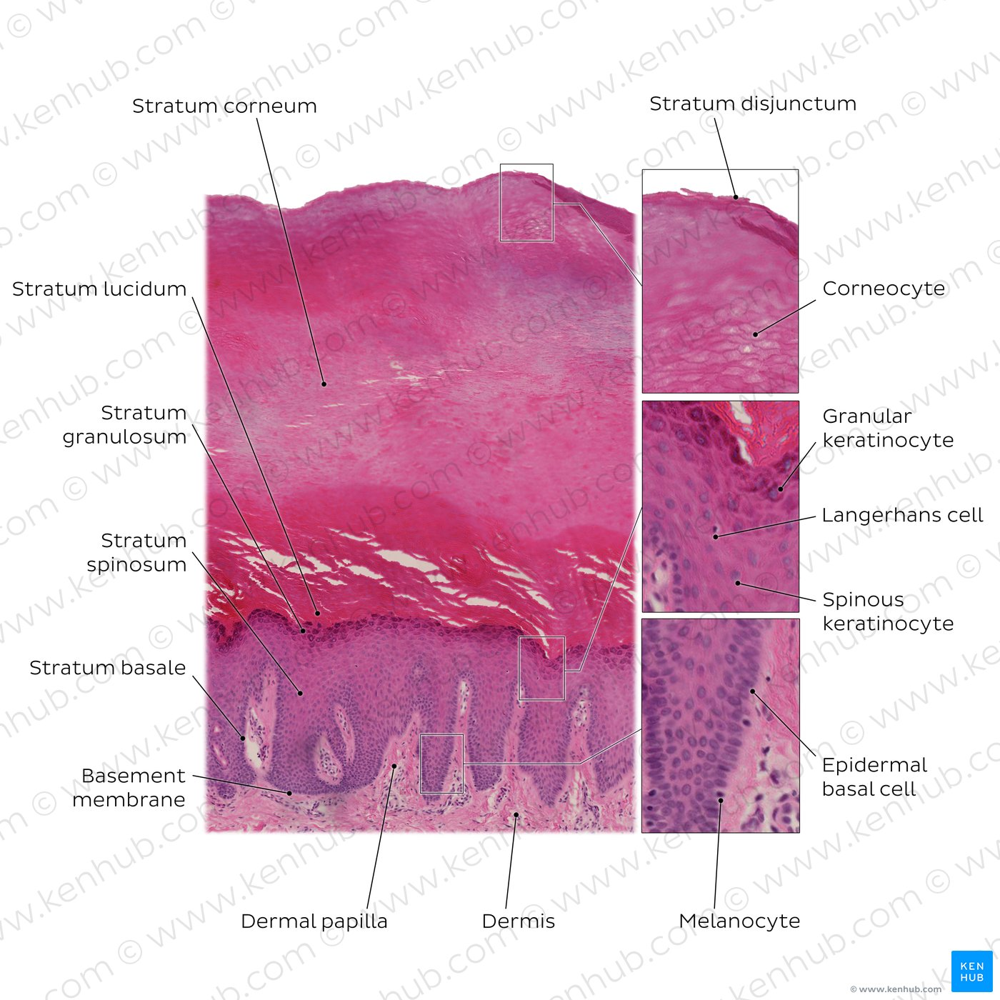 Stratum corneum
Stratum disjunctum
Stratum lucidum
Corneocyte
Stratum
granulosum
Granular
keratinocyte
Langerhans cell
Stratum
spinosum
Spinous
keratinocyte
Stratum basale
Epidermal
basal cell
Basement
membrane
Dermal papilla
Dermis
Melanocyte
KEN
HUB
© www.kenhub.com